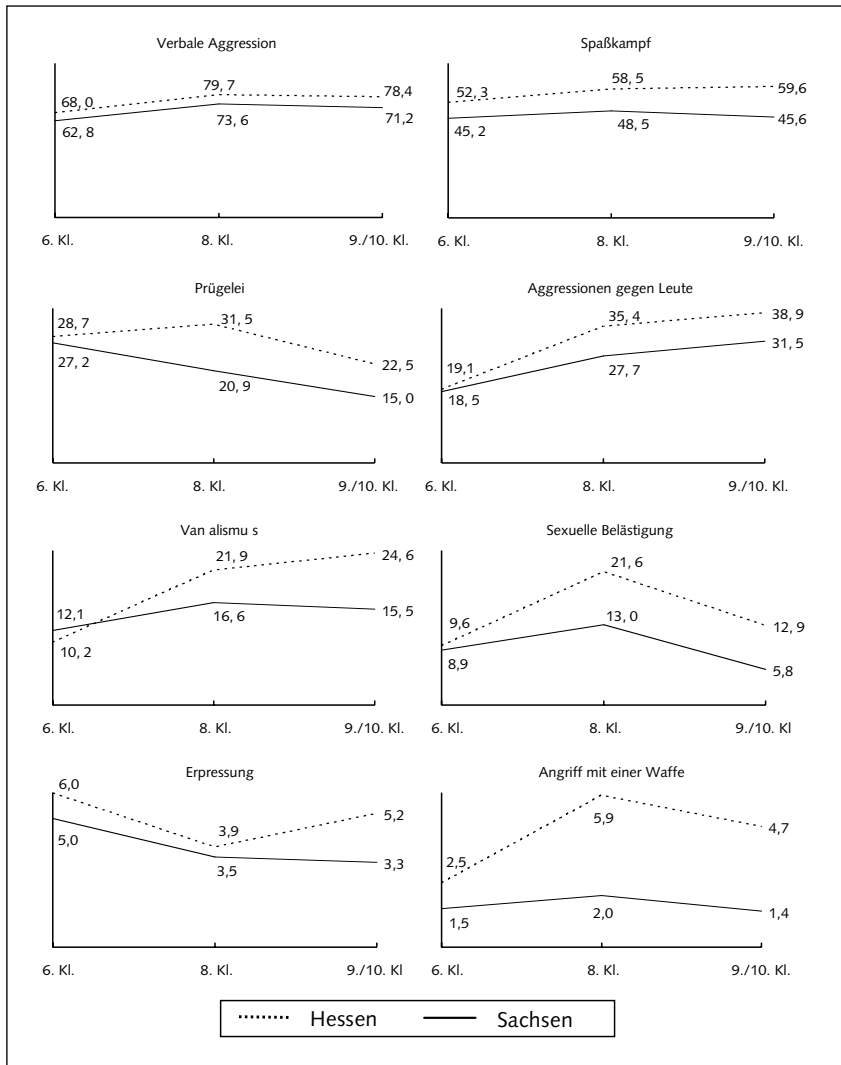 Verbale Aggression
68, 0
79, 7
78,4
62, 8
73, 6
71,2
6. Kl.
8. Kl.
9./10. Kl.
Spaßkampf
52, 3
58, 5
59,6
45, 2
48, 5
45,6
6. Kl.
8. Kl.
9./10. Kl.
Prügelei
28, 7
31, 5
22, 5
27, 2
20, 9
15, 0
6. Kl.
8. Kl.
9./10. Kl.
Aggressionen gegen Leute
19,1
35, 4
38, 9
18, 5
27, 7
31, 5
6. Kl.
8. Kl.
9./10. Kl.
Van alismu s
12,1
21, 9
24, 6
10, 2
16, 6
15,5
6. Kl.
8. Kl.
9./10. Kl.
Sexuelle Belästigung
9,6
21, 6
12, 9
8,9
13, 0
5,8
6. Kl.
8. Kl.
9./10. Kl
Erpressung
6,0
3,9
5,2
5,0
3,5
3,3
6. Kl.
8. Kl.
9./10. Kl
Angriff mit einer Waffe
2,5
5,9
4,7
1,5
2,0
1,4
6. Kl.
8. Kl.
9./10. Kl.
Hessen Sachsen